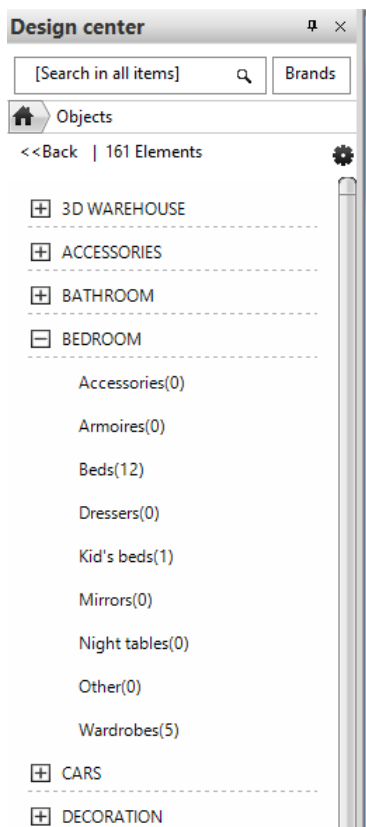 Design center
[Search in all items] Brands
Objects
<<Back | 161 Elements
3D WAREHOUSE
ACCESSORIES
BATHROOM
BEDROOM
Accessories(0)
Armoires(0)
Beds(12)
Dressers(0)
Kid's beds(1)
Mirrors(0)
Night tables(0)
Other(0)
Wardrobes(5)
CARS
DECORATION